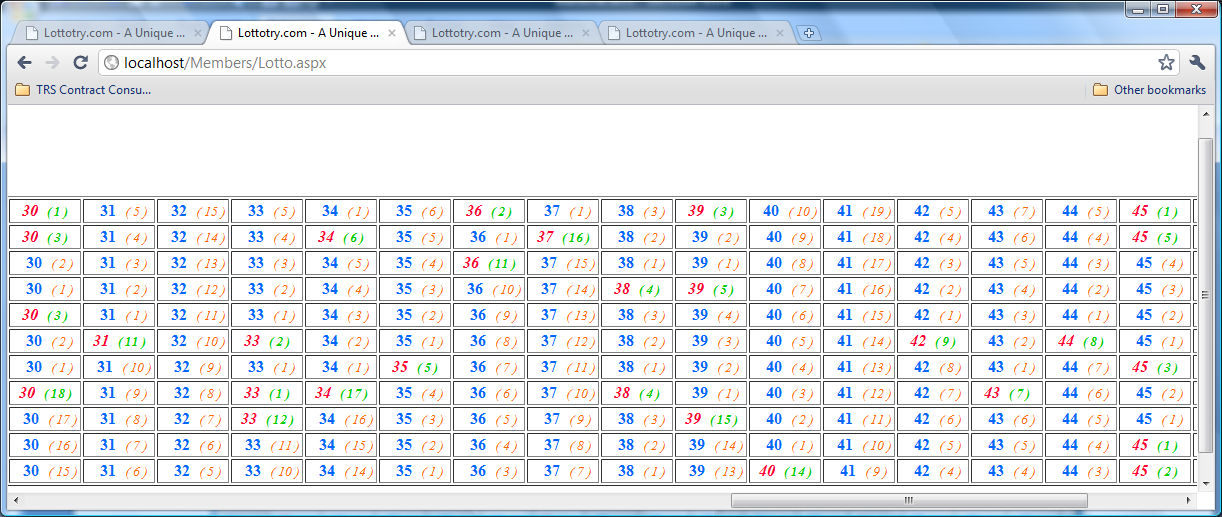 Lottotry.com - A Unique ... Lottotry.com - A Unique ... Lottotry.com - A Unique ... Lottotry.com - A Unique ...
localhost/Members/Lotto.aspx
TRS Contract Consu... Other bookmarks
30 (1) 31 (5) 32 (15) 33 (5) 34 (1) 35 (6) 36 (2) 37 (1) 38 (3) 39 (3) 40 (10) 41 (19) 42 (5) 43 (7) 44 (5) 45 (1)
30 (3) 31 (4) 32 (14) 33 (4) 34 (6) 35 (5) 36 (1) 37 (16) 38 (2) 39 (2) 40 (9) 41 (18) 42 (4) 43 (6) 44 (4) 45 (5)
30 (2) 31 (3) 32 (13) 33 (3) 34 (5) 35 (4) 36 (11) 37 (15) 38 (1) 39 (1) 40 (8) 41 (17) 42 (3) 43 (5) 44 (3) 45 (4)
30 (1) 31 (2) 32 (12) 33 (2) 34 (4) 35 (3) 36 (10) 37 (14) 38 (4) 39 (5) 40 (7) 41 (16) 42 (2) 43 (4) 44 (2) 45 (3)
30 (3) 31 (1) 32 (11) 33 (1) 34 (3) 35 (2) 36 (9) 37 (13) 38 (3) 39 (4) 40 (6) 41 (15) 42 (1) 43 (3) 44 (1) 45 (2)
30 (2) 31 (11) 32 (10) 33 (2) 34 (2) 35 (1) 36 (8) 37 (12) 38 (2) 39 (3) 40 (5) 41 (14) 42 (9) 43 (2) 44 (8) 45 (1)
30 (1) 31 (10) 32 (9) 33 (1) 34 (1) 35 (5) 36 (7) 37 (11) 38 (1) 39 (2) 40 (4) 41 (13) 42 (8) 43 (1) 44 (7) 45 (3)
30 (18) 31 (9) 32 (8) 33 (1) 34 (17) 35 (4) 36 (6) 37 (10) 38 (4) 39 (1) 40 (3) 41 (12) 42 (7) 43 (7) 44 (6) 45 (2)
30 (17) 31 (8) 32 (7) 33 (12) 34 (16) 35 (3) 36 (5) 37 (9) 38 (3) 39 (15) 40 (2) 41 (11) 42 (6) 43 (6) 44 (5) 45 (1)
30 (16) 31 (7) 32 (6) 33 (11) 34 (15) 35 (2) 36 (4) 37 (8) 38 (2) 39 (14) 40 (1) 41 (10) 42 (5) 43 (5) 44 (4) 45 (1)
30 (15) 31 (6) 32 (5) 33 (10) 34 (14) 35 (1) 36 (3) 37 (7) 38 (1) 39 (13) 40 (14) 41 (9) 42 (4) 43 (4) 44 (3) 45 (2)